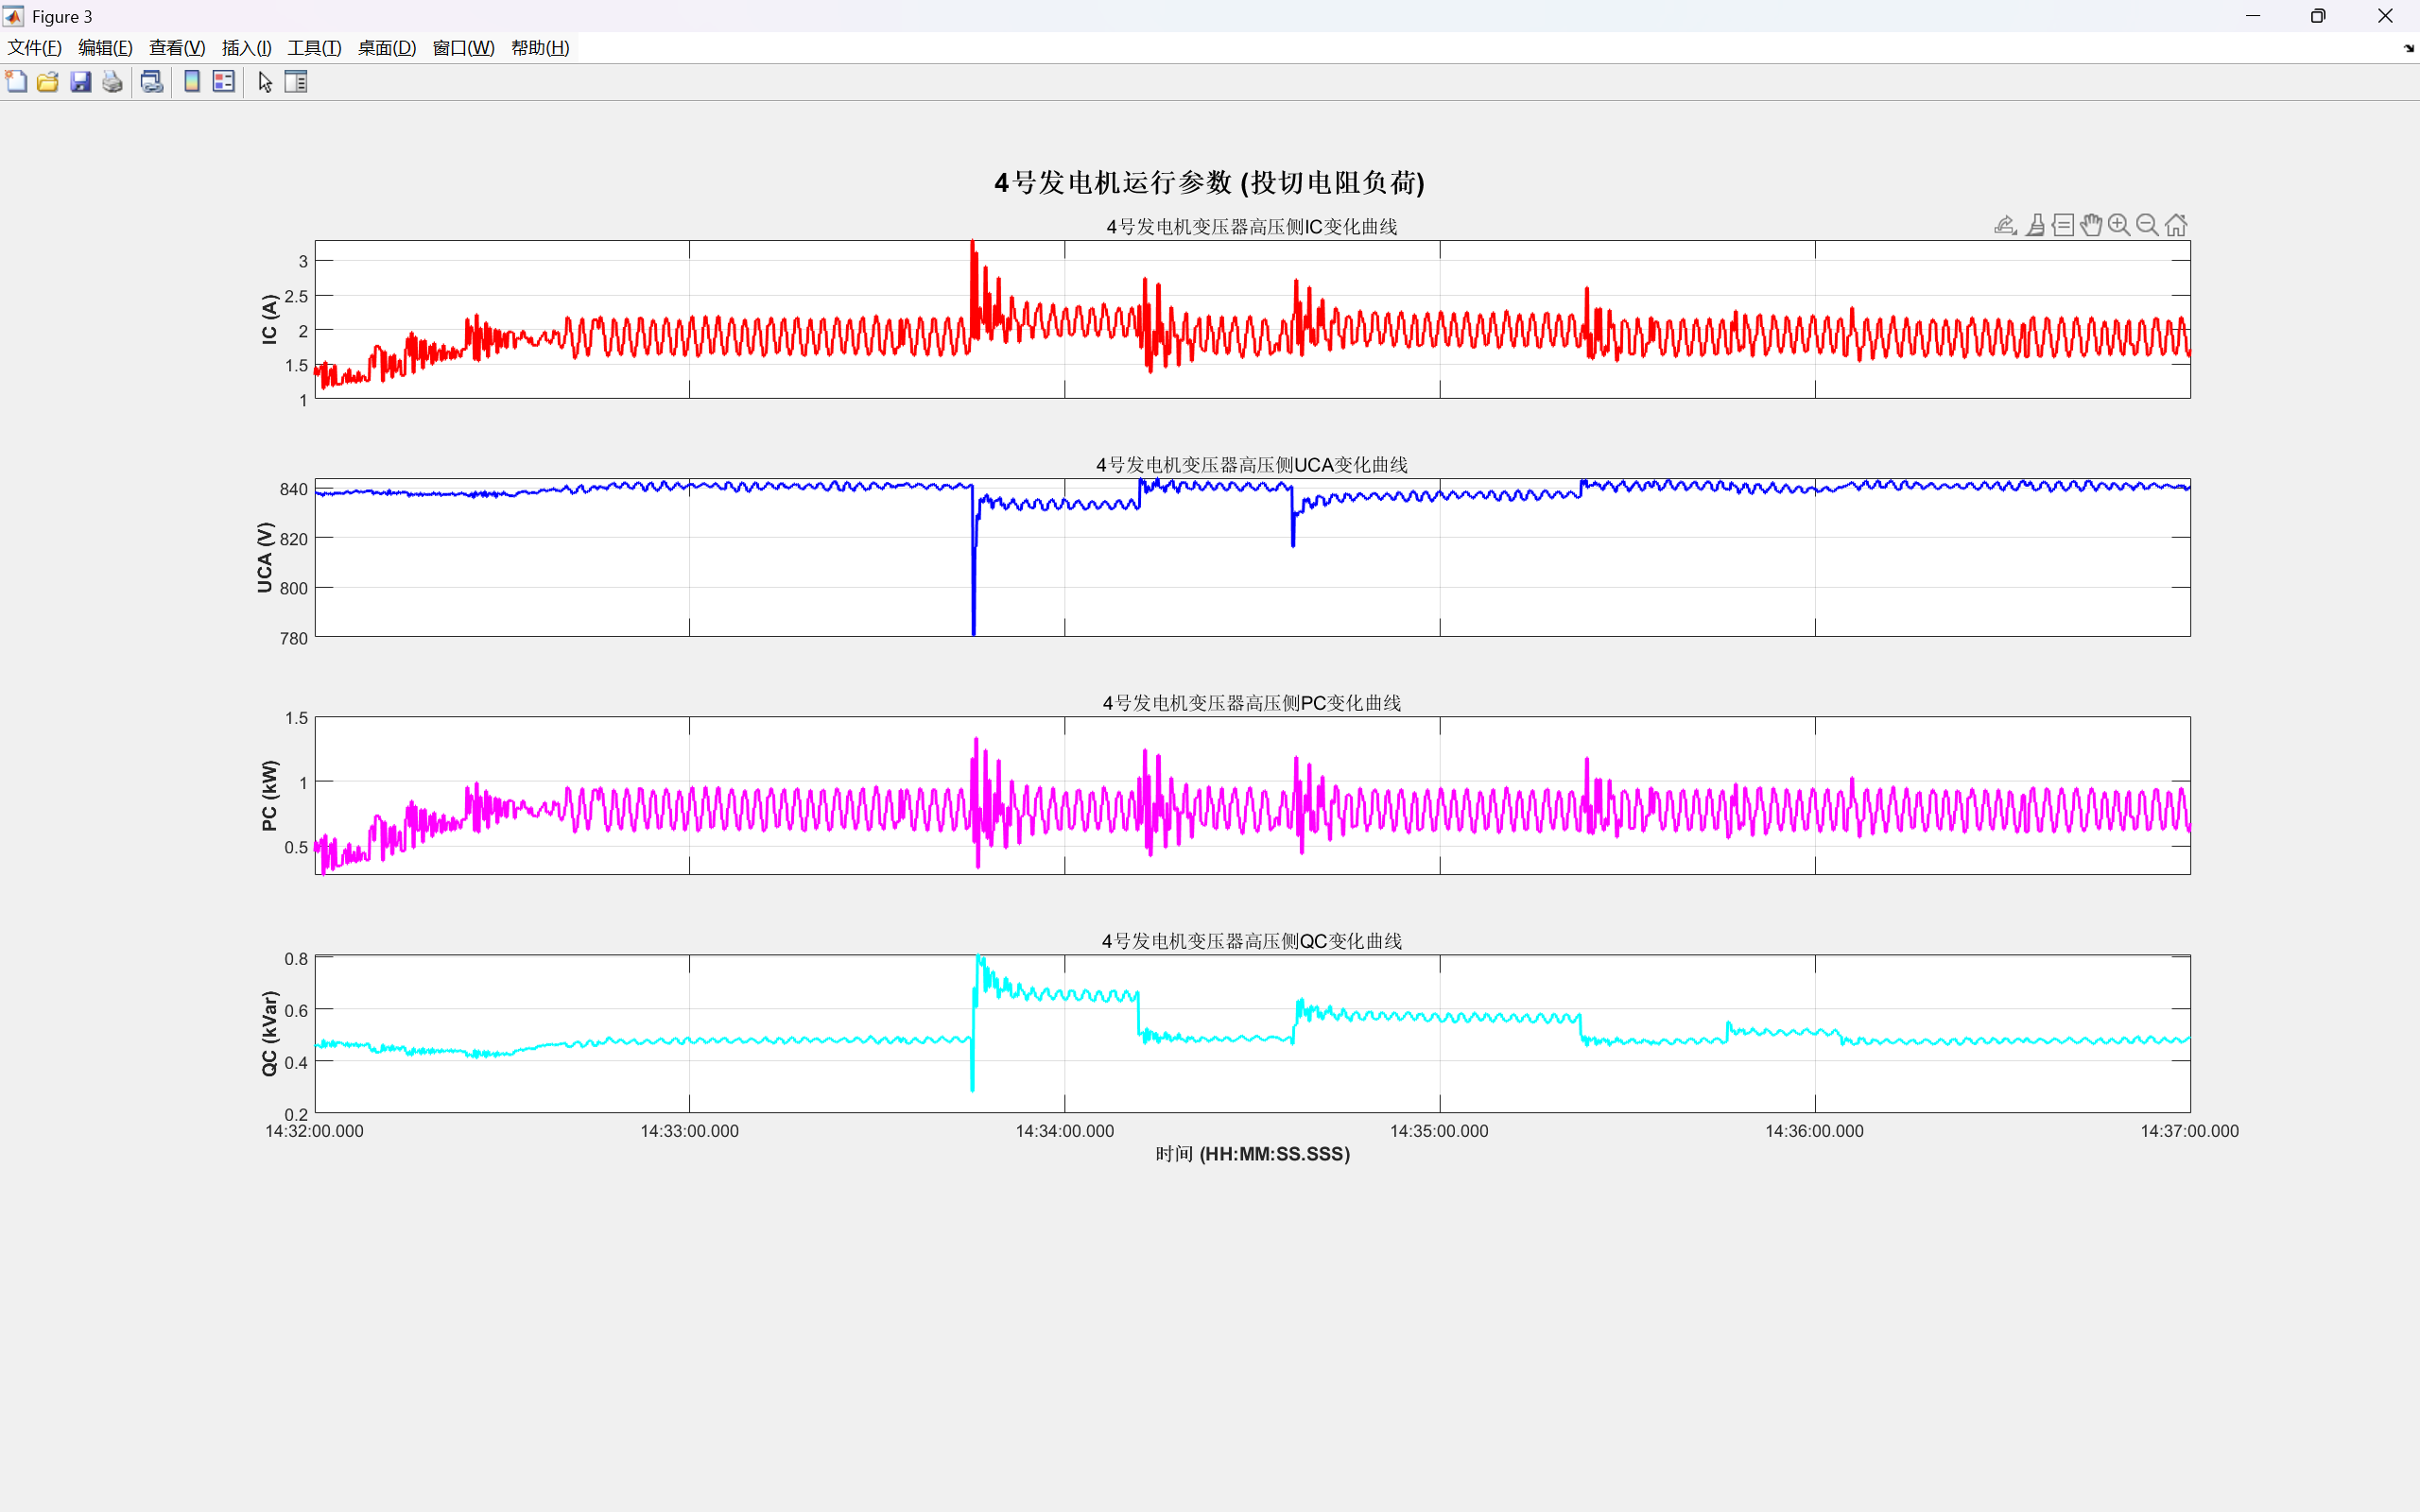 Figure 3
文件(F) 编辑(E) 查看(V) 插入(I) 工具(T) 桌面(D) 窗口(W) 帮助(H)
4号发电机运行参数 (投切电阻负荷)
4号发电机变压器高压侧IC变化曲线
IC (A)
3
2.5
2
1.5
1
4号发电机变压器高压侧UCA变化曲线
UCA (V)
840
820
800
780
4号发电机变压器高压侧PC变化曲线
PC (kW)
1.5
1
0.5
4号发电机变压器高压侧QC变化曲线
QC (kVar)
0.8
0.6
0.4
0.2
14:32:00.000 14:33:00.000 14:34:00.000 14:35:00.000 14:36:00.000 14:37:00.000
时间 (HH:MM:SS.SSS)